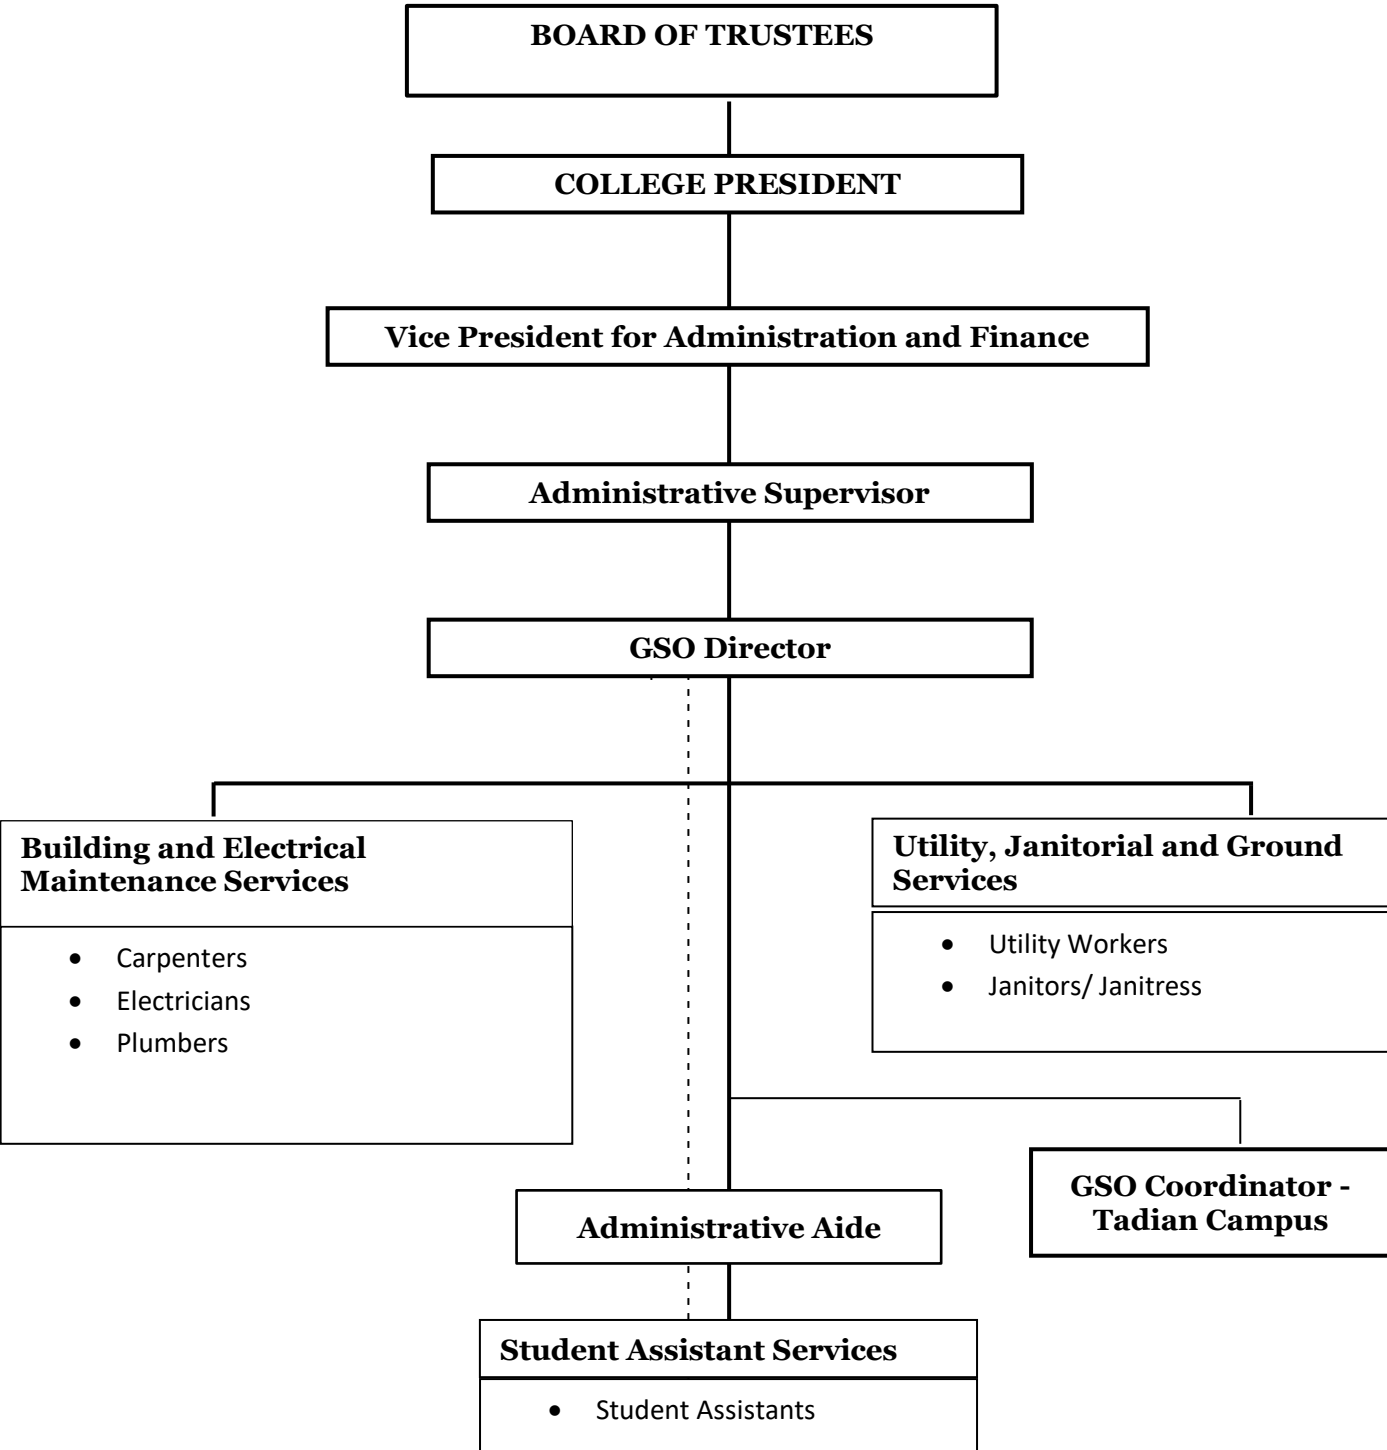 BOARD OF TRUSTEES
COLLEGE PRESIDENT
Vice President for Administration and Finance
Administrative Supervisor
GSO Director
Building and Electrical
Maintenance Services
• Carpenters
• Electricians
• Plumbers
Utility, Janitorial and Ground
Services
• Utility Workers
• Janitors/ Janitress
GSO Coordinator -
Tadian Campus
Administrative Aide
Student Assistant Services
• Student Assistants